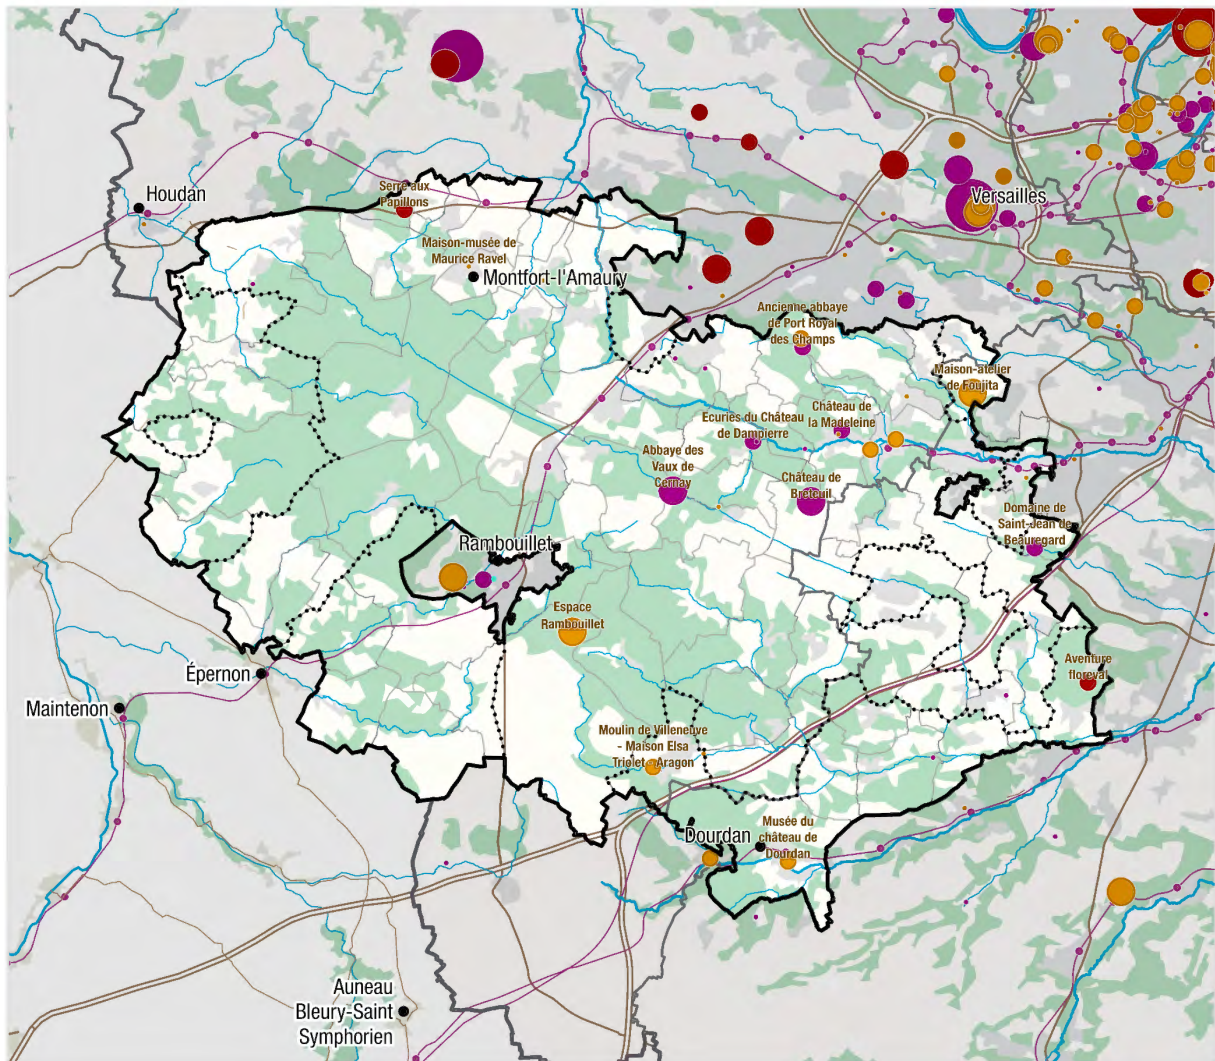 Houdan
Serre aux
Papillons
Versailles
Maison-musée de
Maurice Ravel
Montfort-l'Amaury
Ancienne abbaye
de Port Royal
des Champs
Maison-atelier
de Foujita
Château de
la Madeleine
Ecuries du Château
de Dampierre
Abbaye des
Vaux de
Cernay
Château de
Breteuil
Domaine de
Saint-Jean de
Beauregard
Rambouillet
Espace
Rambouillet
Épernon
Aventure
floreval
Maintenon
Moulin de Villeneuve
- Maison Elsa
Triolet - Aragon
Dourdan
Musée du
château de
Dourdan
Auneau
Bleury-Saint
Symphorien